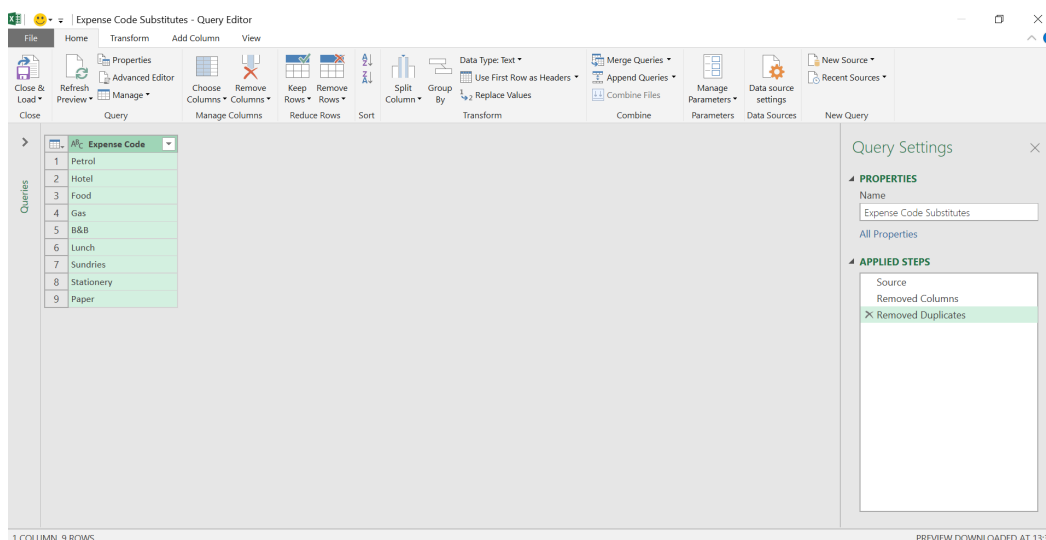 Expense Code Substitutes - Query Editor
File Home Transform Add Column View
Close & Load
Refresh Preview
Properties
Advanced Editor
Manage
Choose Columns
Remove Columns
Keep Rows
Remove Rows
Split Column
Group By
Data Type: Text
Use First Row as Headers
Replace Values
Merge Queries
Append Queries
Combine Files
Manage Parameters
Data source settings
New Source
Recent Sources
Close Query Manage Columns Reduce Rows Sort Transform Combine Parameters Data Sources New Query
Queries
Expense Code
1 Petrol
2 Hotel
3 Food
4 Gas
5 B&B
6 Lunch
7 Sundries
8 Stationery
9 Paper
Query Settings
PROPERTIES
Name
Expense Code Substitutes
All Properties
APPLIED STEPS
Source
Removed Columns
Removed Duplicates
1 COLUMN, 9 ROWS
PREVIEW DOWNLOADED AT